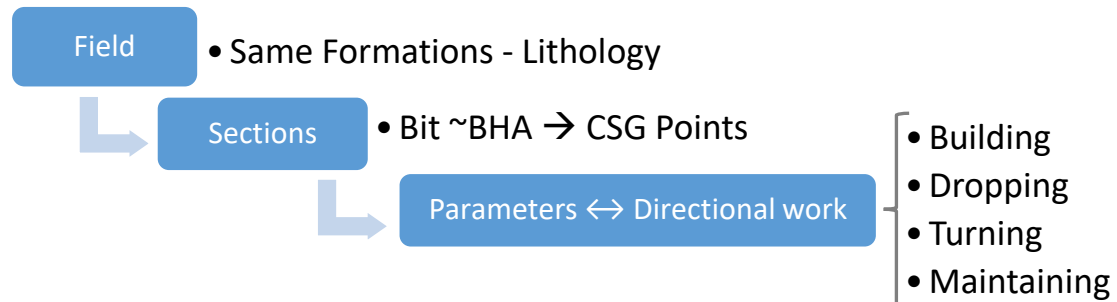 Field
• Same Formations - Lithology
Sections
• Bit ~BHA → CSG Points
Parameters ↔ Directional work
• Building
• Dropping
• Turning
• Maintaining